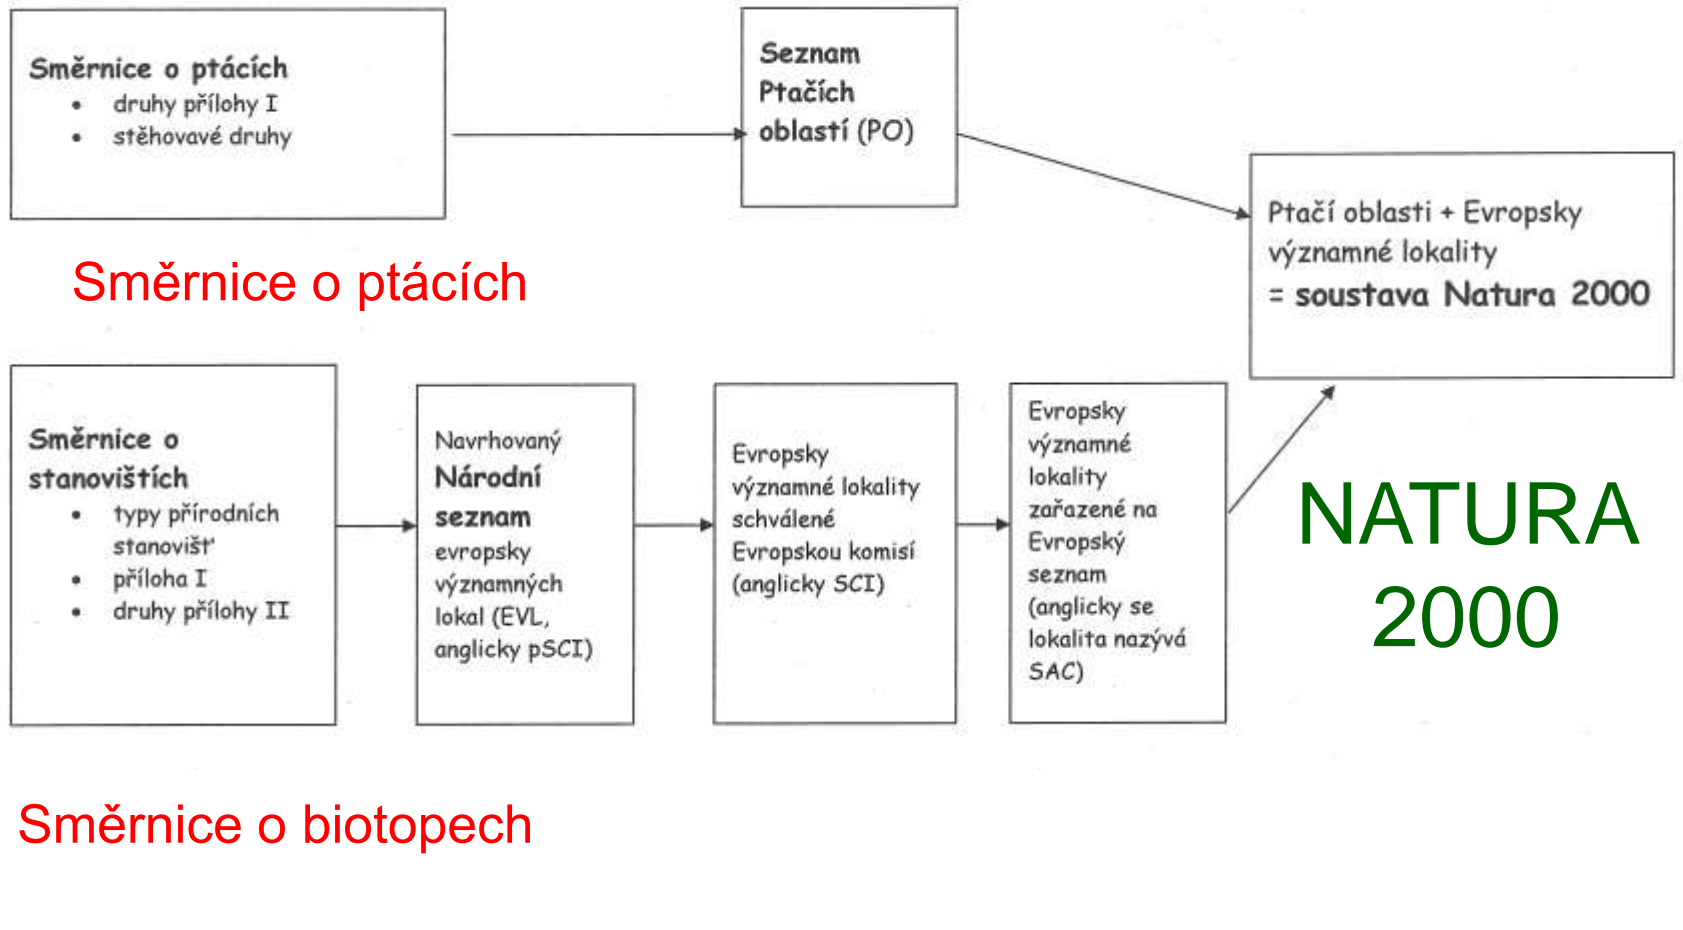 Směrnice o ptácích
• druhy přílohy I
• stěhovavé druhy
Seznam
Ptačích
oblastí (PO)
Ptačí oblasti + Evropsky
významné lokality
= soustava Natura 2000
Směrnice o ptácích
Směrnice o
stanovištích
• typy přírodních
stanovišť
• příloha I
• druhy přílohy II
Navrhovaný
Národní
seznam
evropsky
významných
lokal (EVL,
anglicky pSCI)
Evropsky
významné lokality
schválené
Evropskou komisí
(anglicky SCI)
Evropsky
významné
lokality
zařazené na
Evropský
seznam
(anglicky se
lokalita nazývá
SAC)
NATURA
2000
Směrnice o biotopech